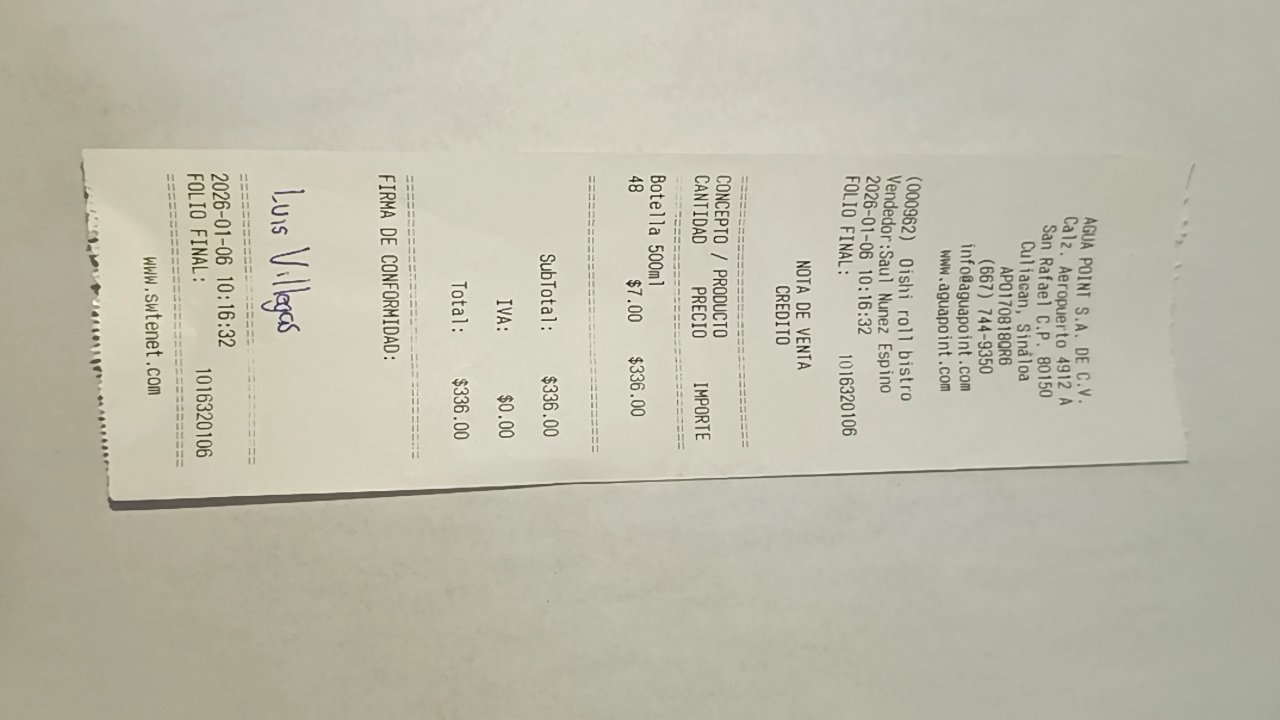 AGUA POINT S.A. DE C.V.
Calz. Aeropuerto 4912 A
San Rafael C.P. 80150
Culiacan, Sinaloa
APO170818QR6
(667) 744-9350
info@aguapoint.com
www.aguapoint.com
(000962) Oishi roll bistro
Vendedor:Saul Nunez Espino
2026-01-06 10:16:32
FOLIO FINAL: 1016320106
NOTA DE VENTA
CREDITO
CONCEPTO / PRODUCTO
CANTIDAD PRECIO IMPORTE
Botella 500ml
48 $7.00 $336.00
SubTotal: $336.00
IVA: $0.00
Total: $336.00
FIRMA DE CONFORMIDAD:
Luis Villegas
2026-01-06 10:16:32
FOLIO FINAL: 1016320106
www.swtenet.com